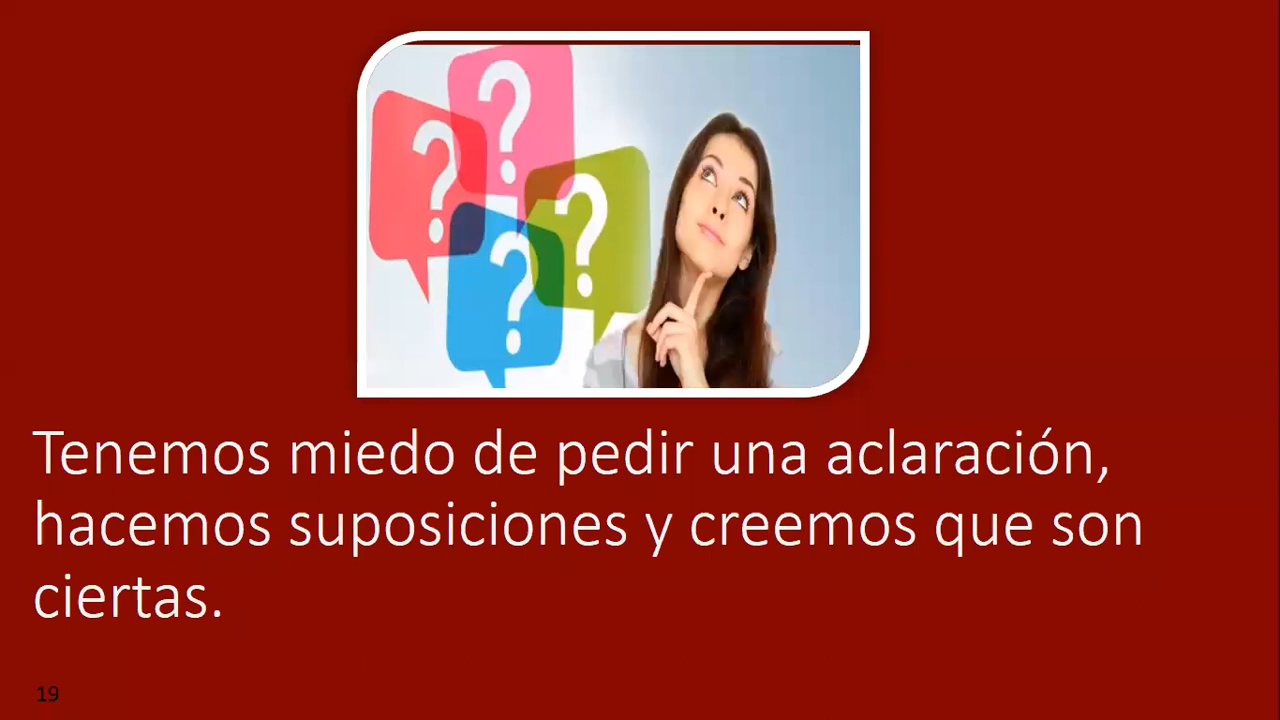 ?
?
?
?
Tenemos miedo de pedir una aclaración,
hacemos suposiciones y creemos que son
ciertas.
19